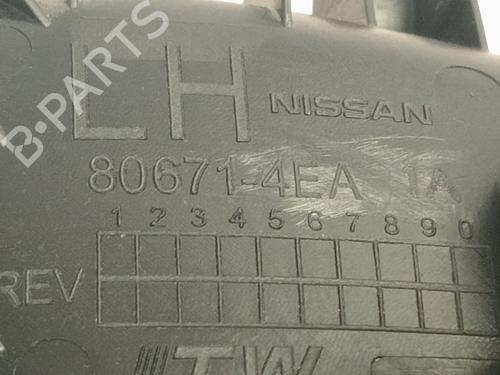 B-PARTS
LH NISSAN
80671-4EA 1A
1 2 3 4 5 6 7 8 9 0
REV